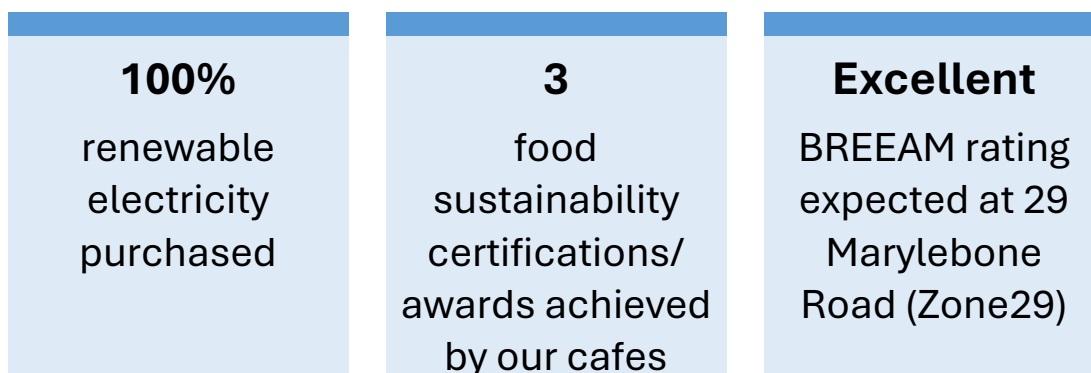 100%
renewable
electricity
purchased
3
food
sustainability
certifications/
awards achieved
by our cafes
Excellent
BREEAM rating
expected at 29
Marylebone
Road (Zone29)